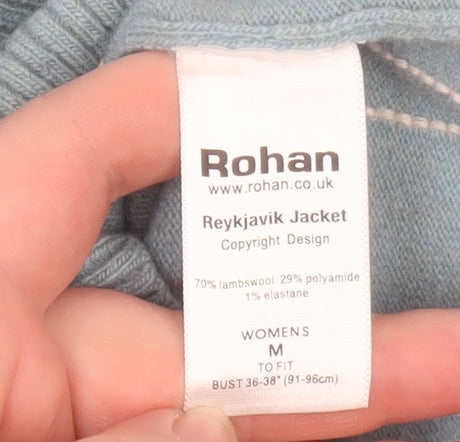 Rohan
www.rohan.co.uk
Reykjavik Jacket
Copyright Design
70% lambswool 29% polyamide
1% elastane
WOMENS
M
TO FIT
BUST 36-38" (91-96cm)